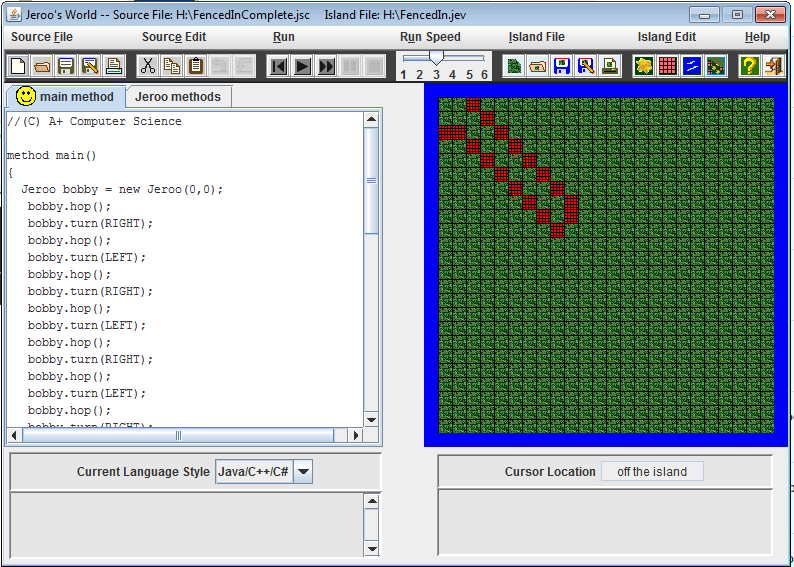 Jeroo's World -- Source File: H:\FencedInComplete.jsc     Island File: H:\FencedIn.jev
Source File   Source Edit   Run   Run Speed   Island File   Island Edit   Help
1 2 3 4 5 6
main method   Jeroo methods
//(C) A+ Computer Science
method main()
{
  Jeroo bobby = new Jeroo(0,0);
   bobby.hop();
   bobby.turn(RIGHT);
   bobby.hop();
   bobby.turn(LEFT);
   bobby.hop();
   bobby.turn(RIGHT);
   bobby.hop();
   bobby.turn(LEFT);
   bobby.hop();
   bobby.turn(RIGHT);
   bobby.hop();
   bobby.turn(LEFT);
   bobby.hop();
   bobby.turn(RIGHT);
Current Language Style   Java/C++/C#
Cursor Location   off the island